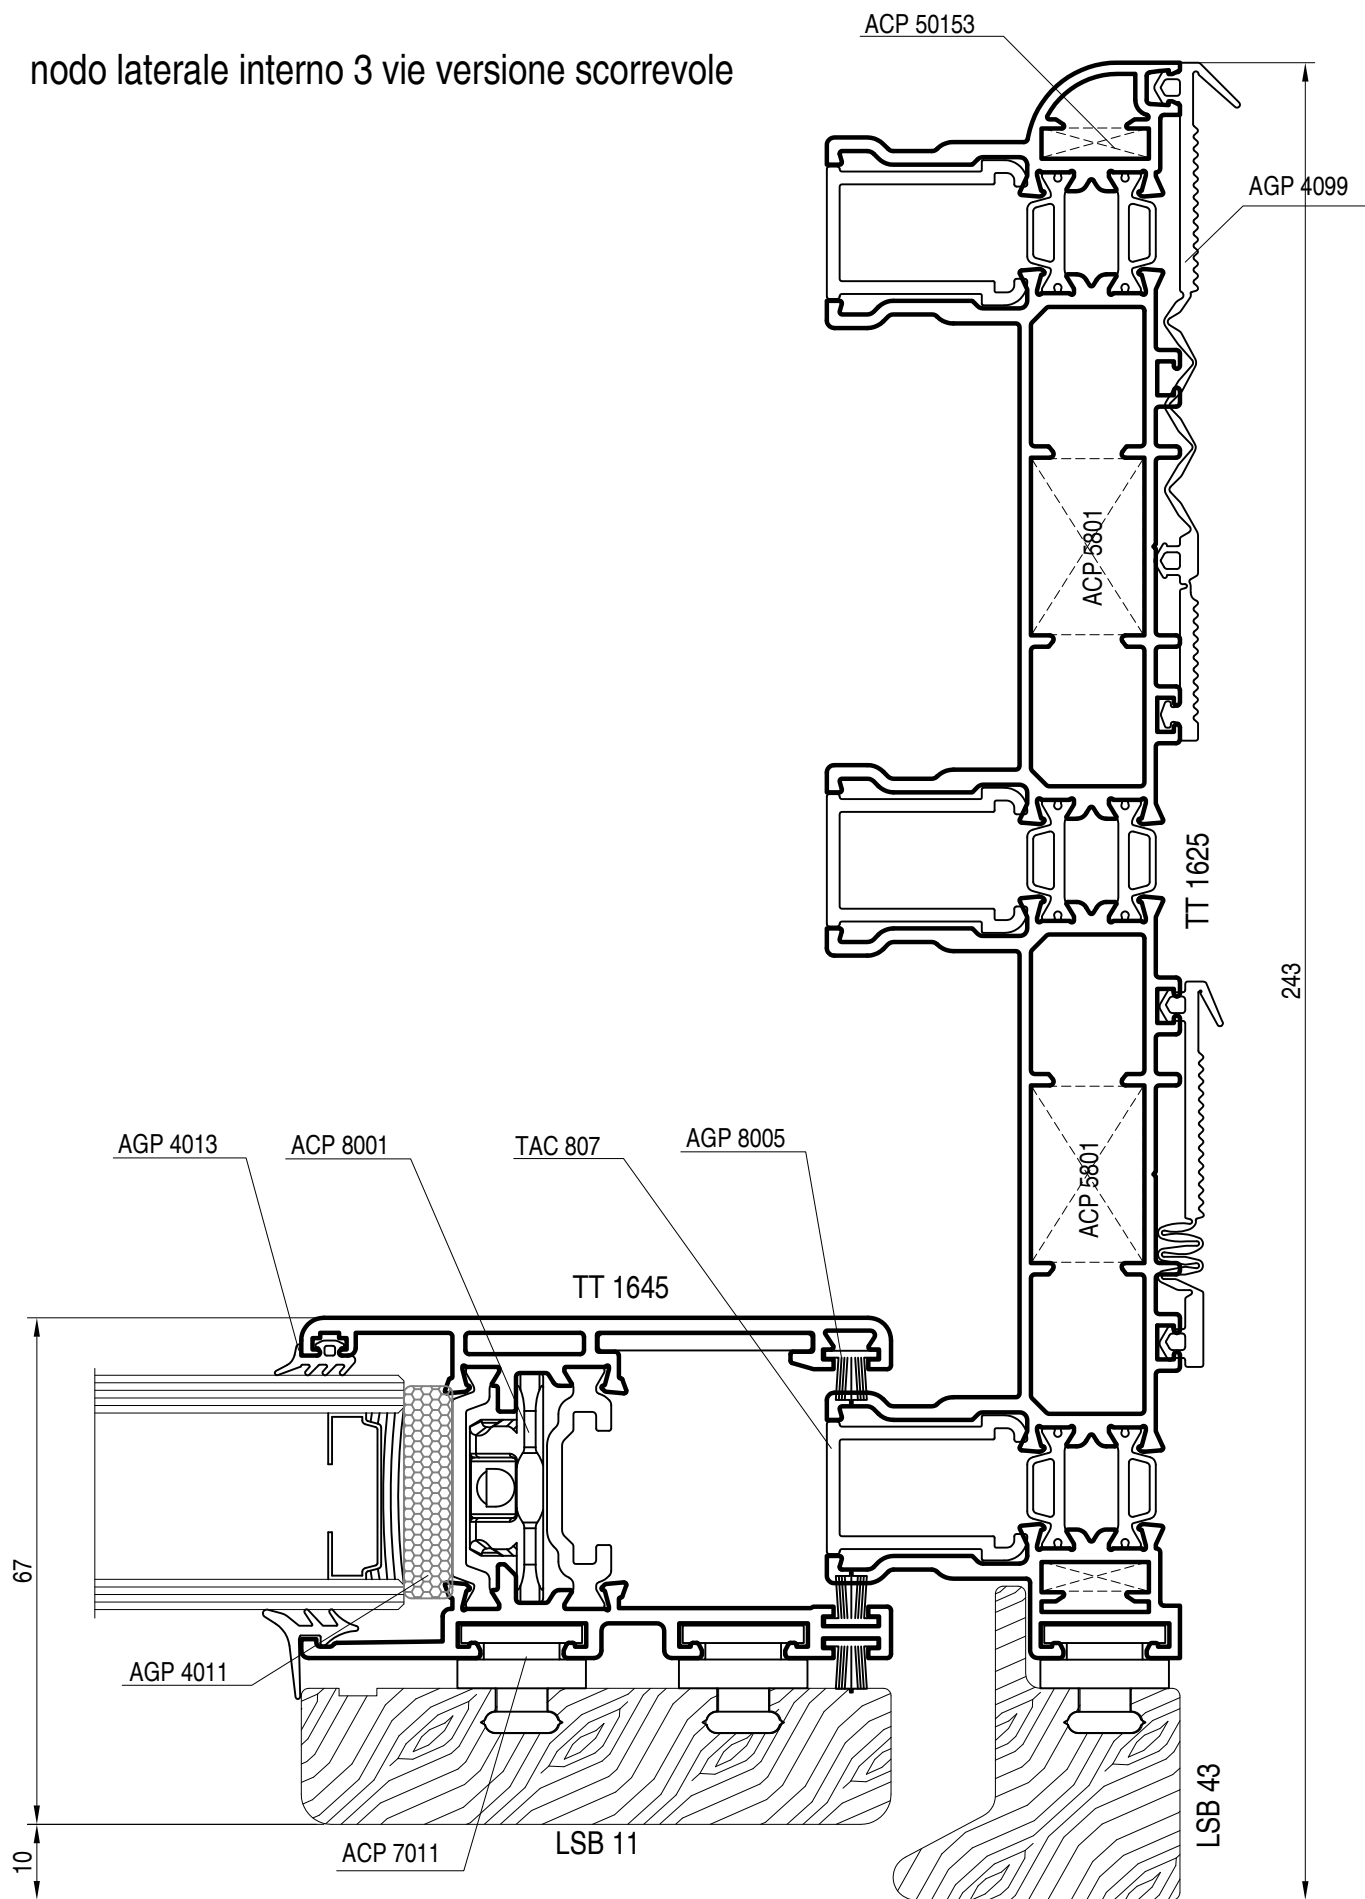 ACP 50153
nodo laterale interno 3 vie versione scorrevole
AGP 4099
ACP 5801
TT 1625
243
AGP 4013
ACP 8001
TAC 807
AGP 8005
ACP 5801
TT 1645
67
AGP 4011
LSB 43
LSB 11
ACP 7011
10